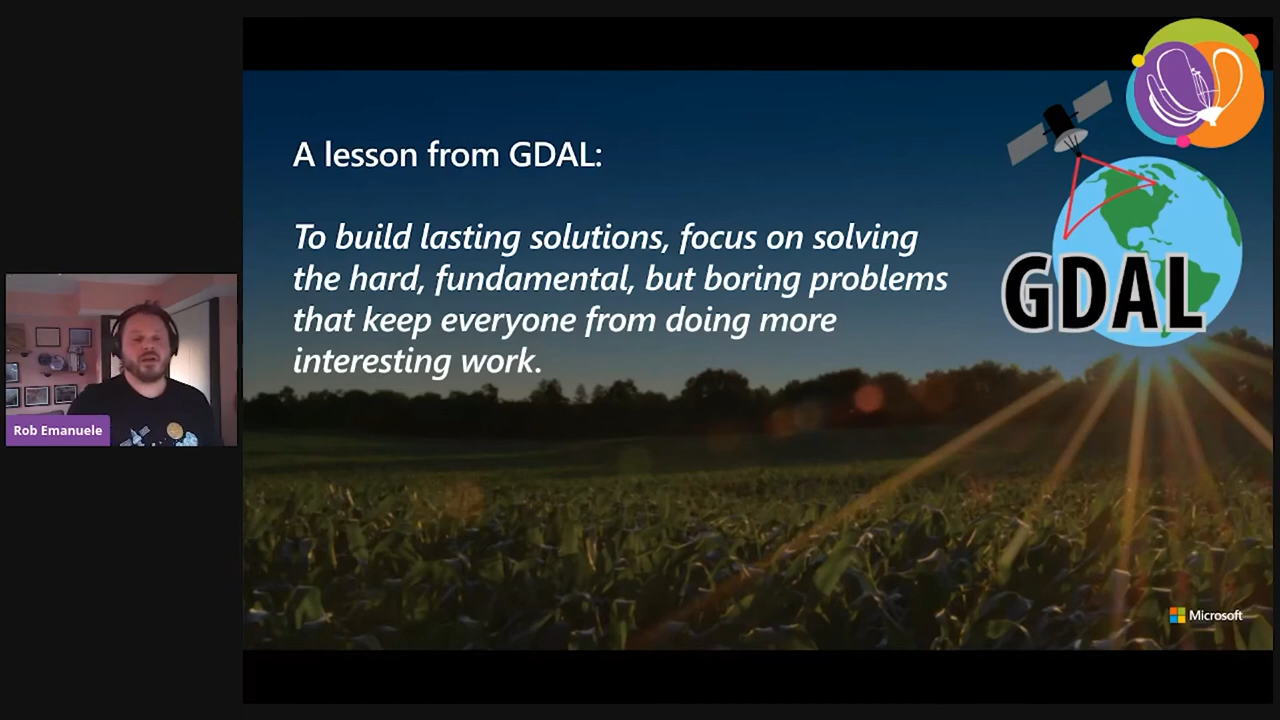 A lesson from GDAL:
To build lasting solutions, focus on solving
the hard, fundamental, but boring problems
that keep everyone from doing more
interesting work.
GDAL
Rob Emanuele
Microsoft